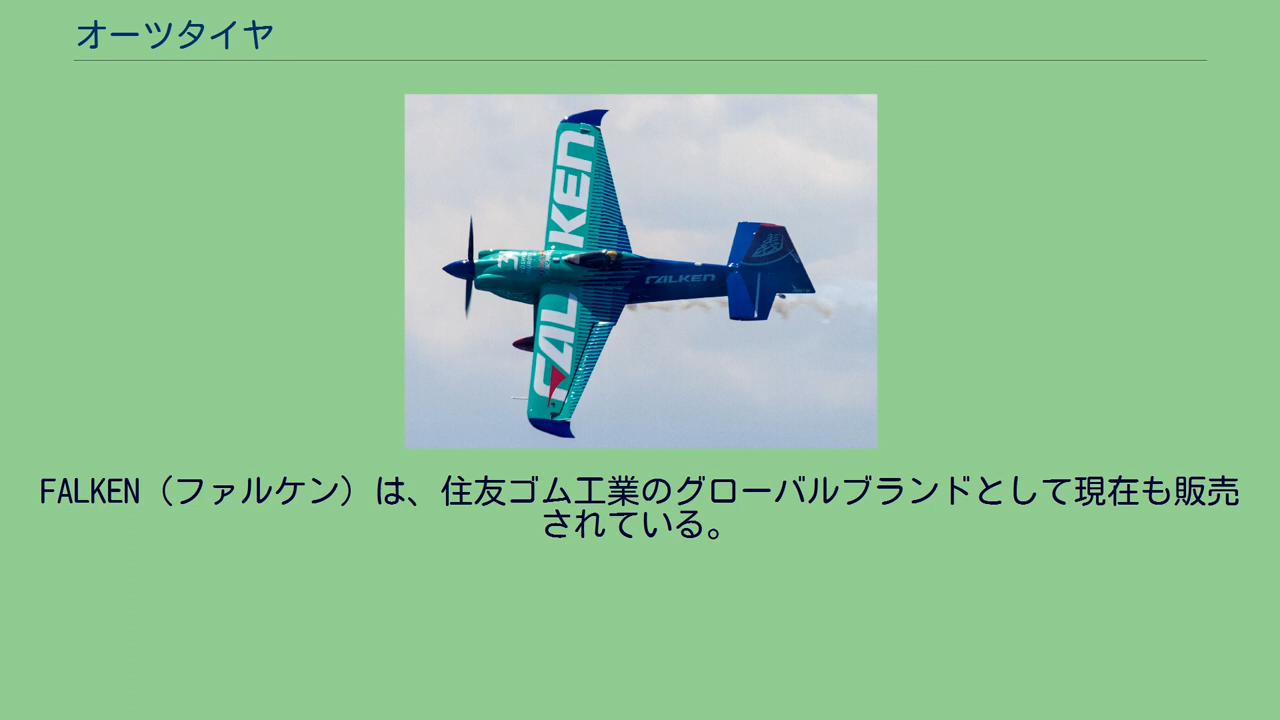 オーツタイヤ
FALKEN
FALKEN
FALKEN（ファルケン）は、住友ゴム工業のグローバルブランドとして現在も販売
されている。